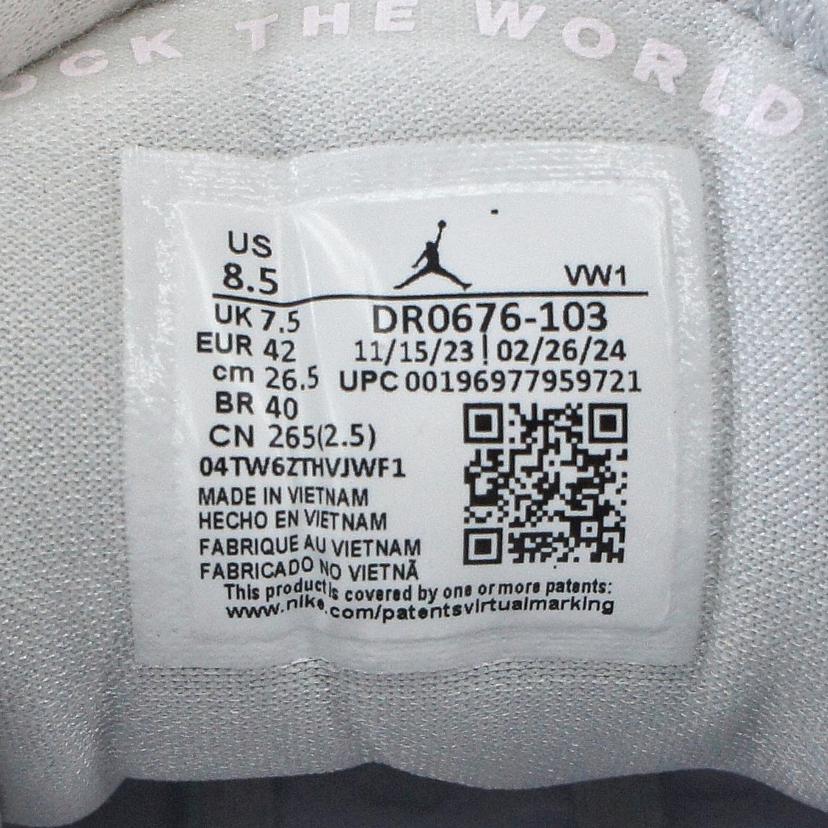 OCK THE WORLD
US
8.5
VW1
UK 7.5
DR0676-103
EUR 42
11/15/23 | 02/26/24
cm 26.5
UPC 00196977959721
BR 40
CN 265(2.5)
04TW6ZTHVJWF1
MADE IN VIETNAM
HECHO EN VIETNAM
FABRIQUE AU VIETNAM
FABRICADO NO VIETNÃ
This product is covered by one or more patents:
www.nike.com/patentsvirtualmarking